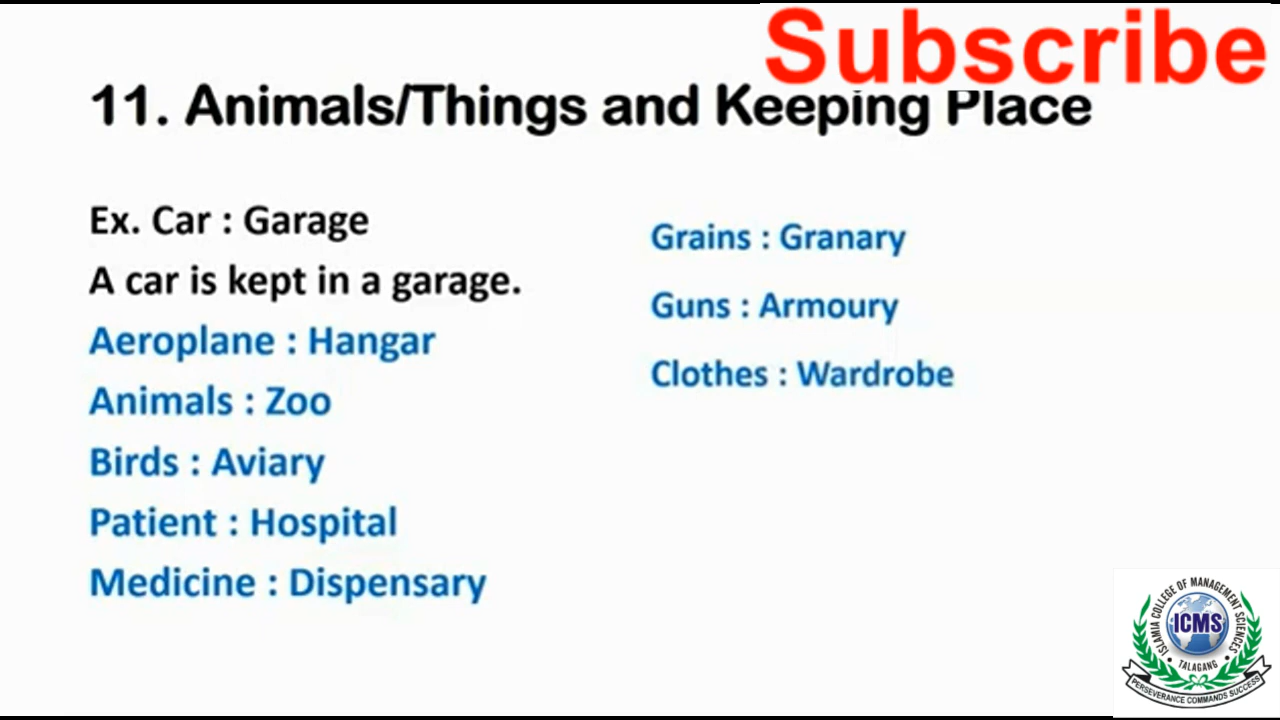 Subscribe
11. Animals/Things and Keeping Place
Ex. Car : Garage
A car is kept in a garage.
Aeroplane : Hangar
Animals : Zoo
Birds : Aviary
Patient : Hospital
Medicine : Dispensary
Grains : Granary
Guns : Armoury
Clothes : Wardrobe
ISLAMIA COLLEGE OF MANAGEMENT SCIENCES
ICMS
TALAGANG
PERSEVERANCE COMMANDS SUCCESS